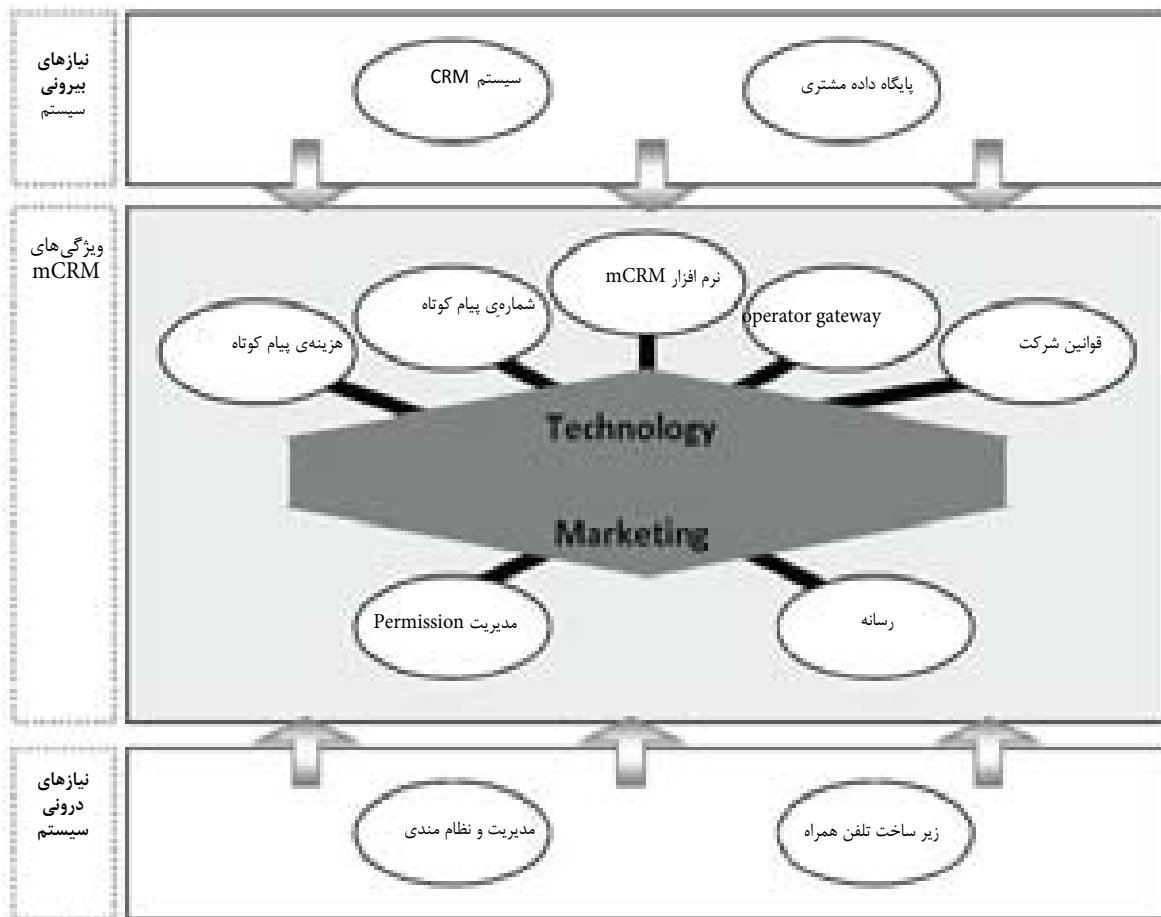 نیازهای
بیرونی
سیستم
سیستم CRM
پایگاه داده مشتری
ویژگی‌های
mCRM
نرم افزار mCRM
شماره‌ِی پیام کوتاه
operator gateway
هزینه‌ی پیام کوتاه
قوانین شرکت
Technology
Marketing
مدیریت Permission
رسانه
نیازهای
درونی
سیستم
مدیریت و نظام مندی
زیر ساخت تلفن همراه